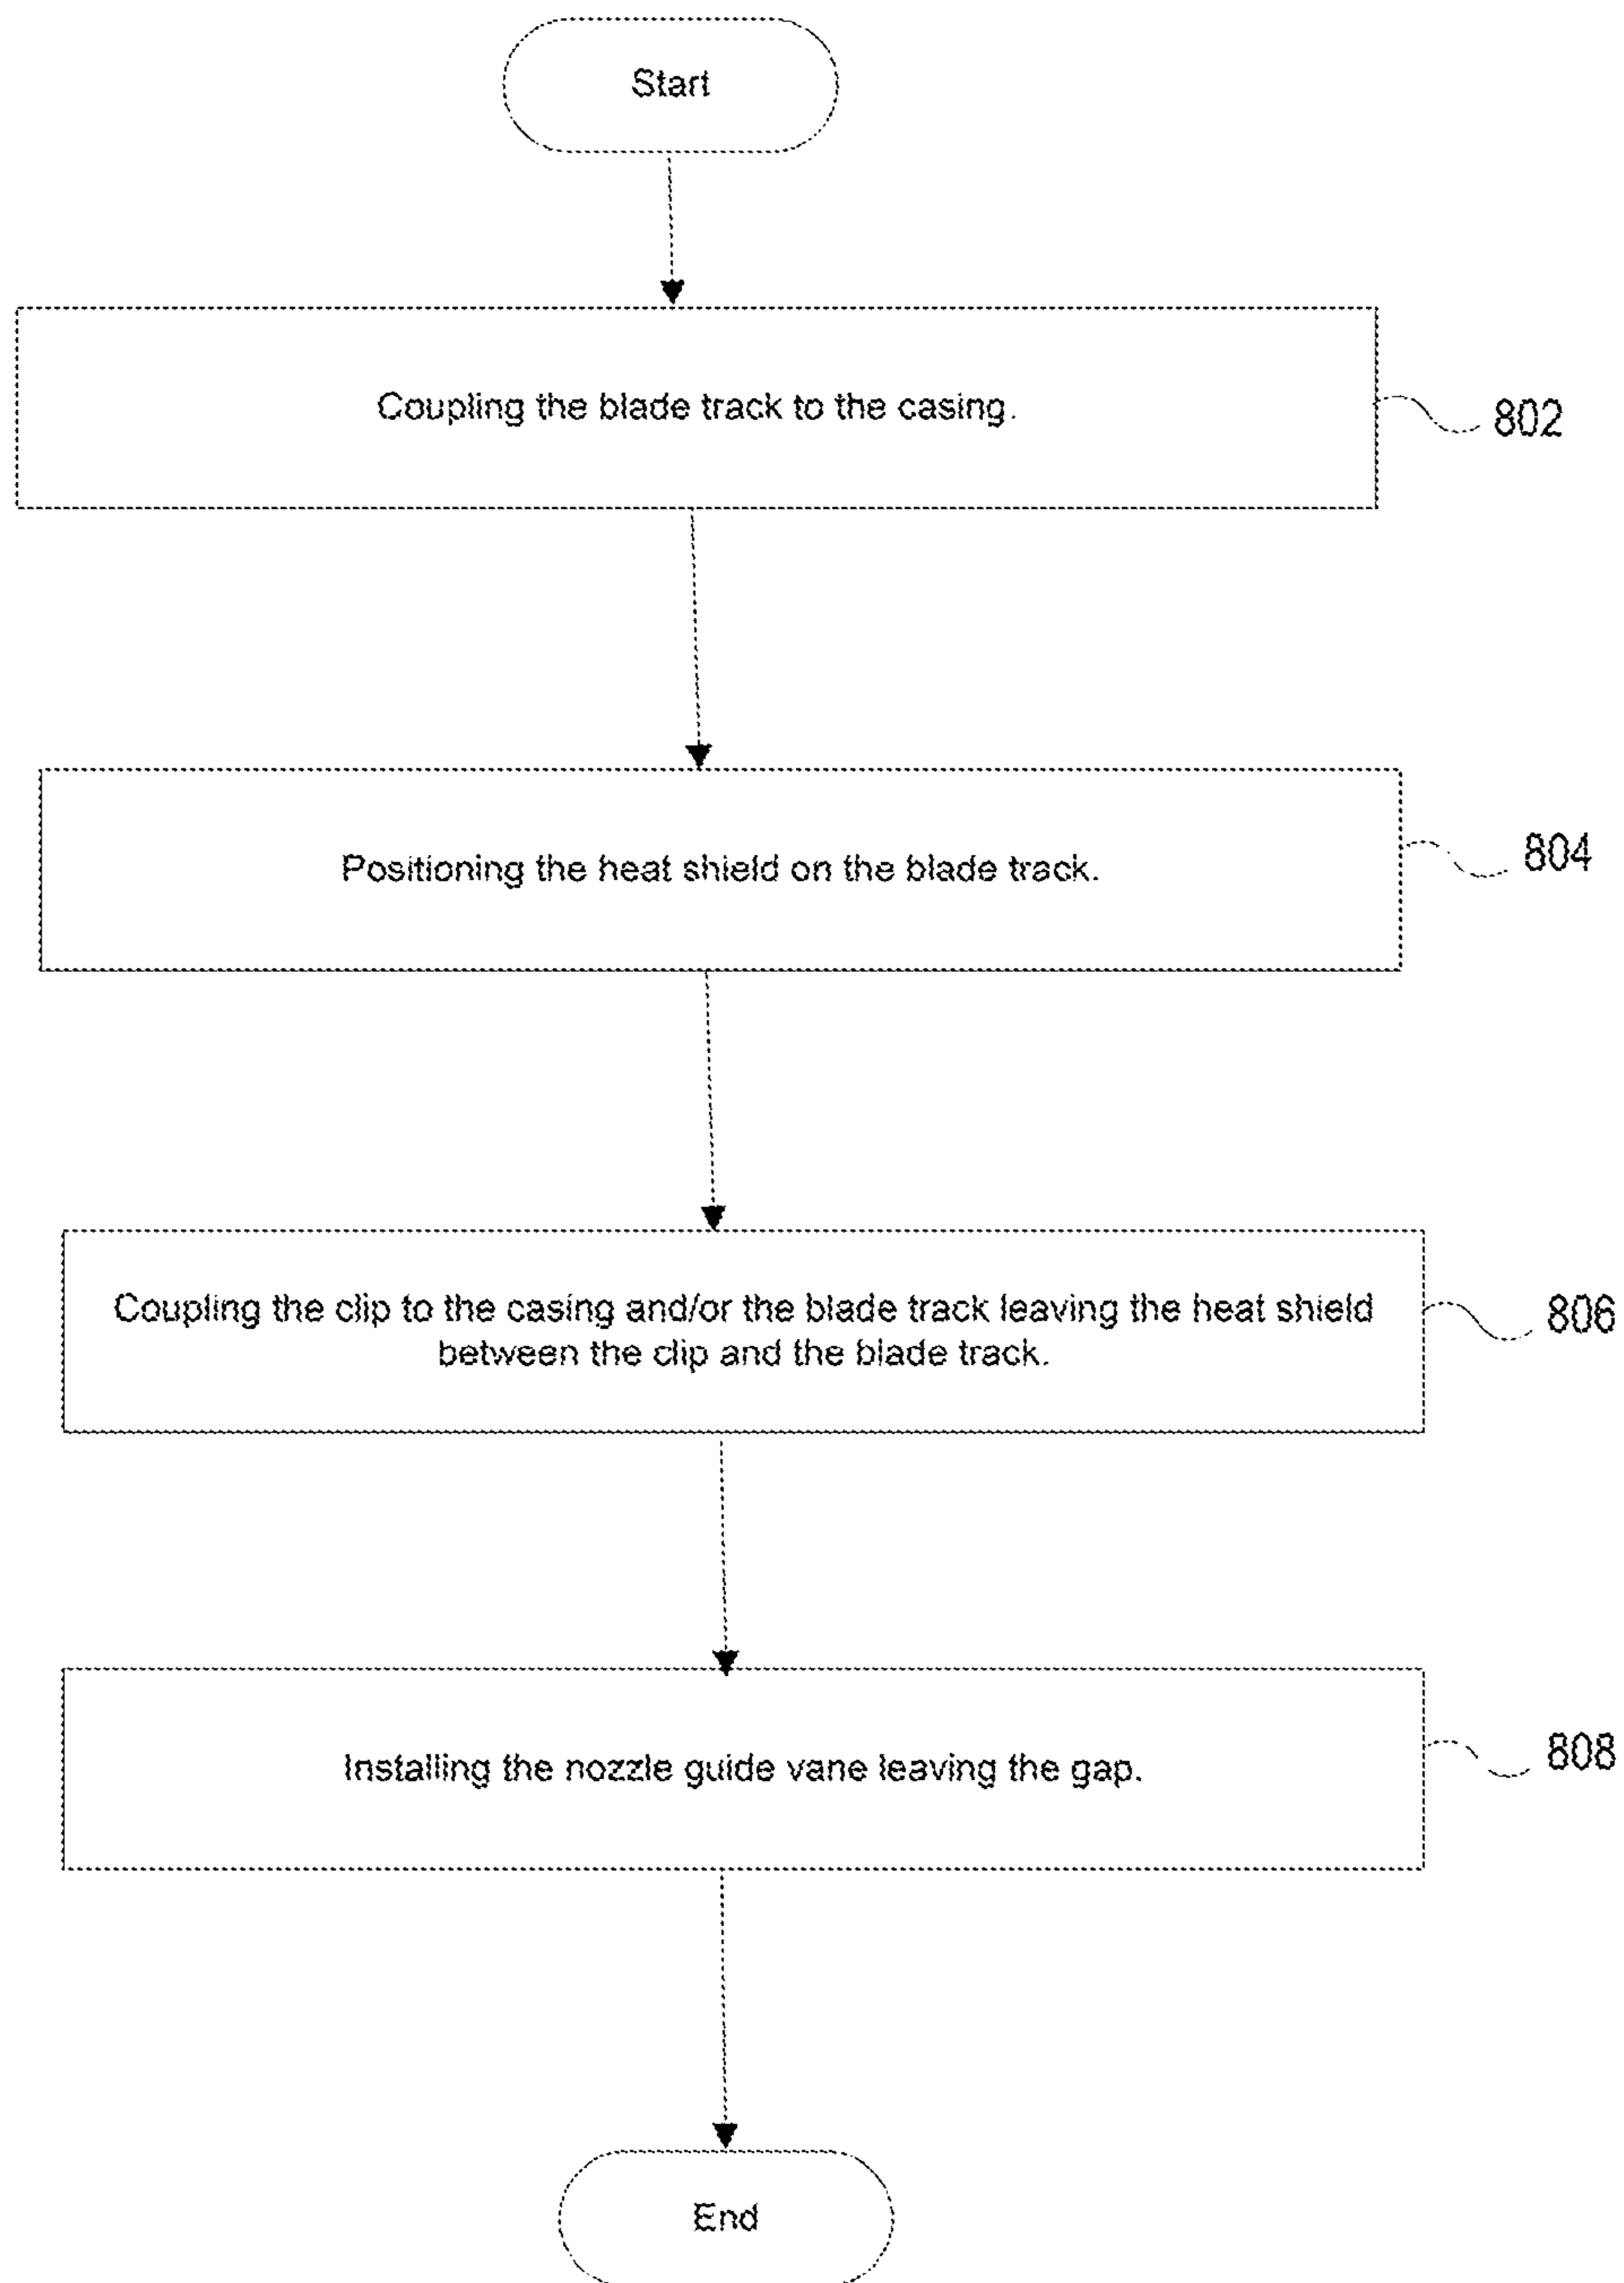 Start
Coupling the blade track to the casing.
802
Positioning the heat shield on the blade track.
804
Coupling the clip to the casing and/or the blade track leaving the heat shield
between the clip and the blade track.
806
Installing the nozzle guide vane leaving the gap.
808
End